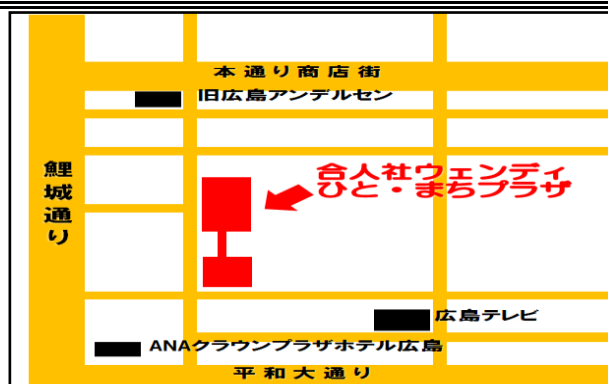 本通り商店街
旧広島アンデルセン
鯉城通り
合人社ウェンディ
ひと・まちプラザ
広島テレビ
ANAクラウンプラザホテル広島
平和大通り